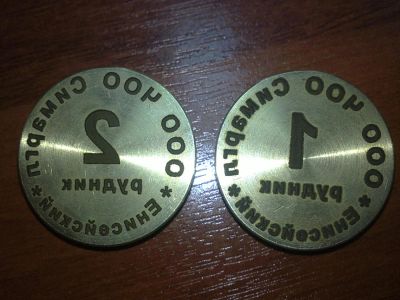 ООО ЧОО Симаргл
2
рудник
* Енисейский *
ООО ЧОО Симаргл
1
рудник
* Енисейский *